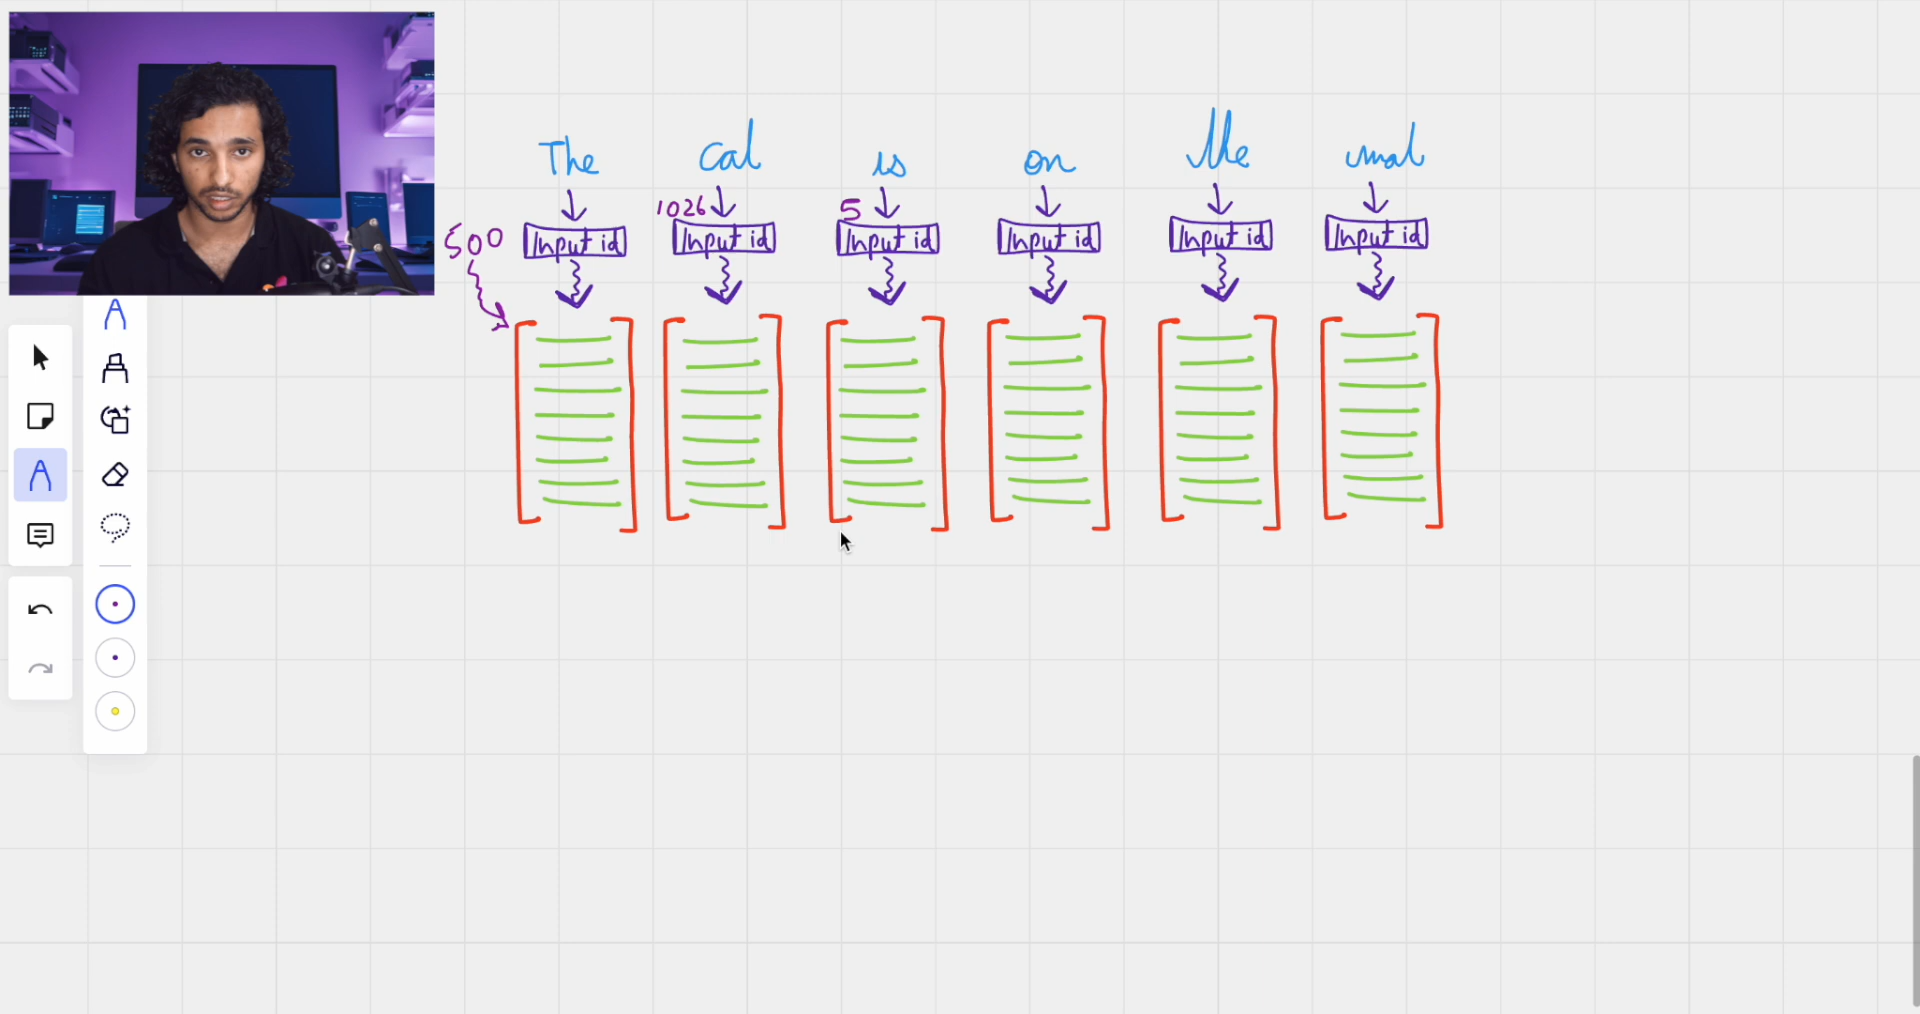 The cat is on the mat
1026 5
500 Input id Input id Input id Input id Input id Input id